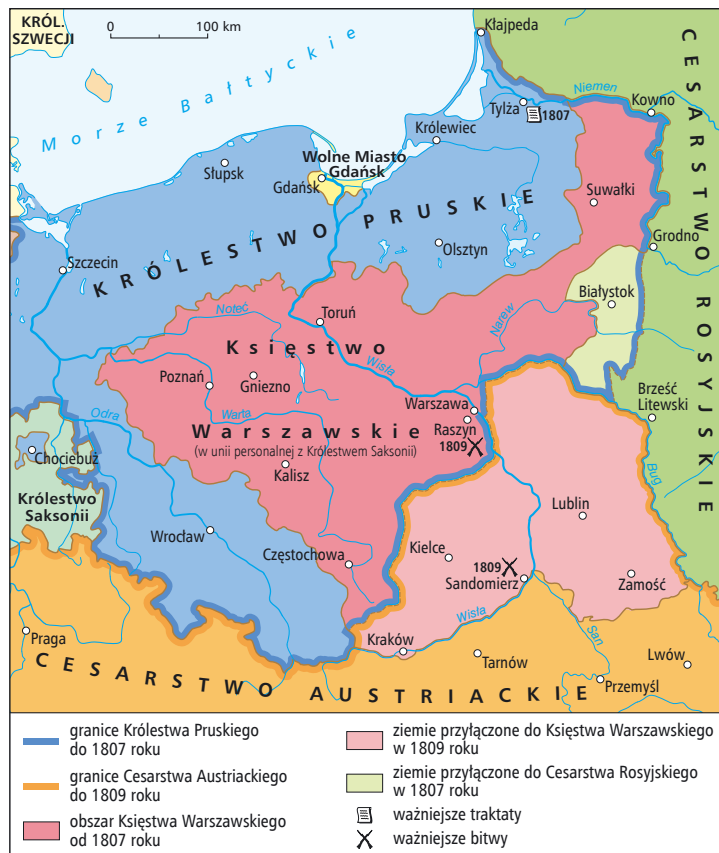 KRÓL.
SZWECJI
0 100 km
Kłajpeda
CESARSTWO ROSYJSKIE
Morze Bałtyckie
Niemen
Tylża
1807
Kowno
Królewiec
Wolne Miasto
Gdańsk
Słupsk
Gdańsk
Suwałki
KRÓLESTWO PRUSKIE
Olsztyn
Grodno
Szczecin
Białystok
Noteć
Toruń
Narew
Księstwo
Wisła
Poznań
Gniezno
Brześć
Litewski
Warszawa
Odra
Warta
Raszyn
Warszawskie
1809
(w unii personalnej z Królestwem Saksonii)
Chociebuż
Kalisz
Bug
Królestwo
Saksonii
Lublin
Wrocław
Kielce
Częstochowa
1809
Sandomierz
Zamość
Wisła
Praga
Kraków
San
Tarnów
Lwów
CESARSTWO AUSTRIACKIE
Przemyśl
granice Królestwa Pruskiego
do 1807 roku
granice Cesarstwa Austriackiego
do 1809 roku
obszar Księstwa Warszawskiego
od 1807 roku
ziemie przyłączone do Księstwa Warszawskiego
w 1809 roku
ziemie przyłączone do Cesarstwa Rosyjskiego
w 1807 roku
ważniejsze traktaty
ważniejsze bitwy